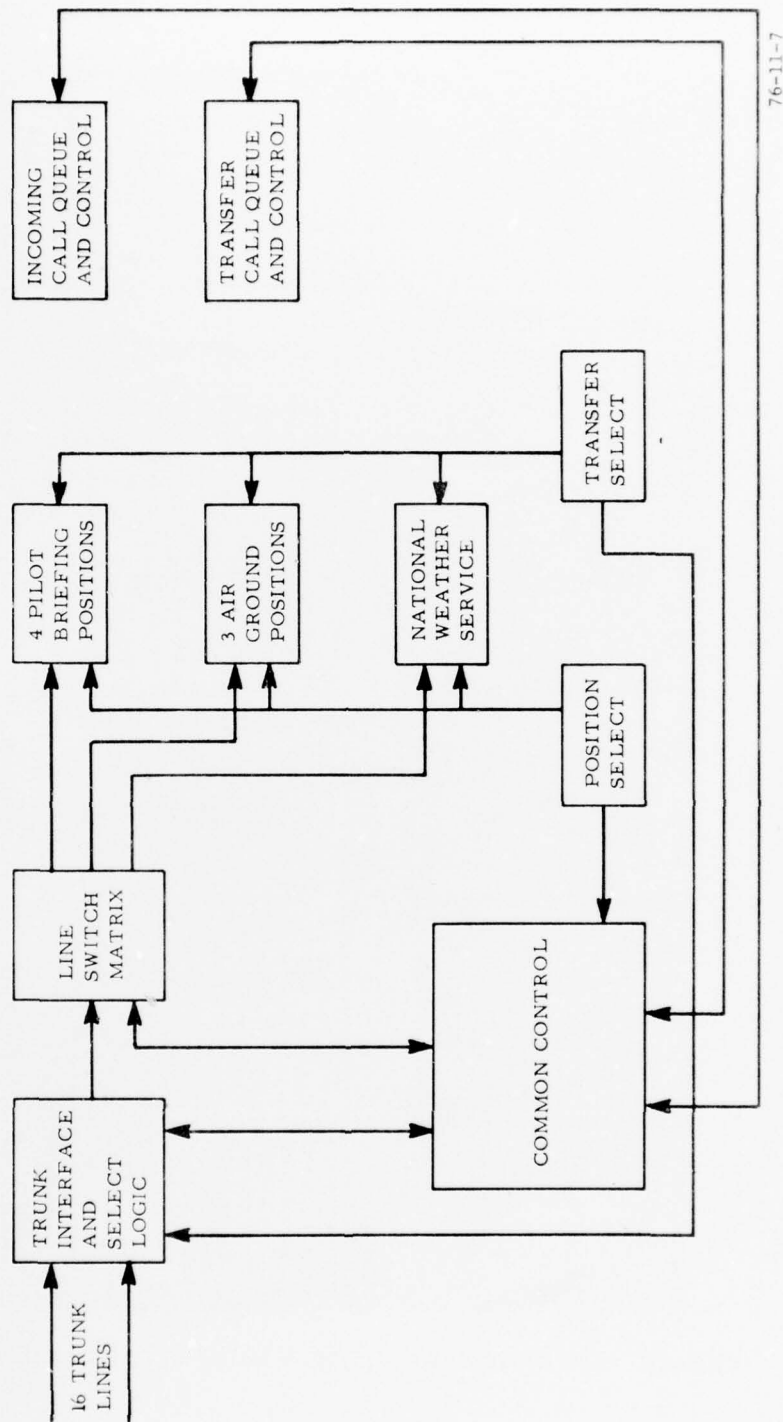 16 TRUNK
LINES
TRUNK
INTERFACE
AND
SELECT
LOGIC
LINE
SWITCH
MATRIX
4 PILOT
BRIEFING
POSITIONS
3 AIR
GROUND
POSITIONS
NATIONAL
WEATHER
SERVICE
INCOMING
CALL QUEUE
AND CONTROL
TRANSFER
CALL QUEUE
AND CONTROL
COMMON CONTROL
POSITION
SELECT
TRANSFER
SELECT
76-11-7